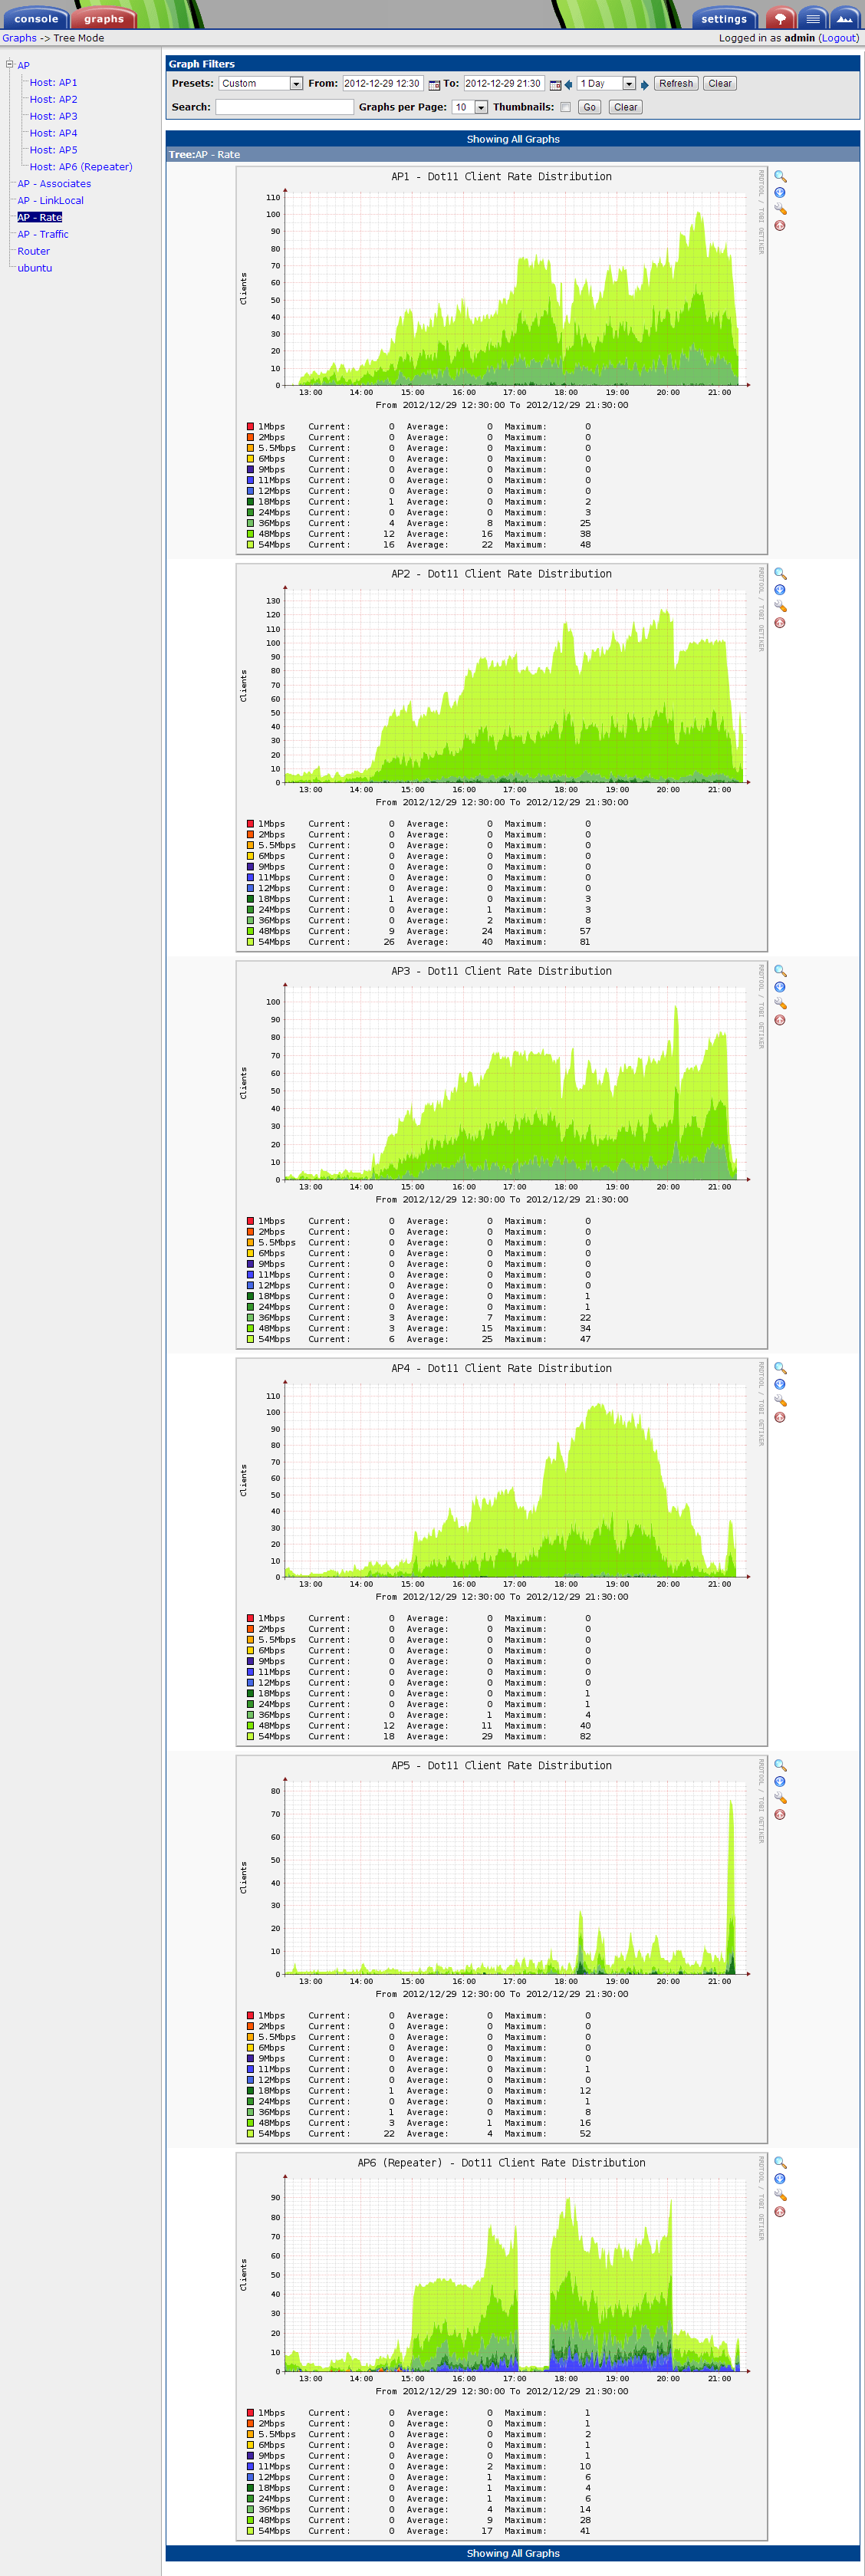 console graphs settings
Graphs -> Tree Mode Logged in as admin (Logout)
AP
Host: AP1
Host: AP2
Host: AP3
Host: AP4
Host: AP5
Host: AP6 (Repeater)
AP - Associates
AP - LinkLocal
AP - Rate
AP - Traffic
Router
ubuntu
Graph Filters
Presets: Custom From: 2012-12-29 12:30 To: 2012-12-29 21:30 1 Day Refresh Clear
Search: Graphs per Page: 10 Thumbnails: Go Clear
Showing All Graphs
Tree:AP - Rate
AP1 - Dot11 Client Rate Distribution
RRDTOOL / TOBI OETIKER
Clients
110
100
90
80
70
60
50
40
30
20
10
0
13:00 14:00 15:00 16:00 17:00 18:00 19:00 20:00 21:00
From 2012/12/29 12:30:00 To 2012/12/29 21:30:00
1Mbps Current: 0 Average: 0 Maximum: 0
2Mbps Current: 0 Average: 0 Maximum: 0
5.5Mbps Current: 0 Average: 0 Maximum: 0
6Mbps Current: 0 Average: 0 Maximum: 0
9Mbps Current: 0 Average: 0 Maximum: 0
11Mbps Current: 0 Average: 0 Maximum: 0
12Mbps Current: 0 Average: 0 Maximum: 0
18Mbps Current: 1 Average: 0 Maximum: 2
24Mbps Current: 0 Average: 0 Maximum: 3
36Mbps Current: 4 Average: 8 Maximum: 25
48Mbps Current: 12 Average: 16 Maximum: 38
54Mbps Current: 16 Average: 22 Maximum: 48
AP2 - Dot11 Client Rate Distribution
RRDTOOL / TOBI OETIKER
Clients
130
120
110
100
90
80
70
60
50
40
30
20
10
0
13:00 14:00 15:00 16:00 17:00 18:00 19:00 20:00 21:00
From 2012/12/29 12:30:00 To 2012/12/29 21:30:00
1Mbps Current: 0 Average: 0 Maximum: 0
2Mbps Current: 0 Average: 0 Maximum: 0
5.5Mbps Current: 0 Average: 0 Maximum: 0
6Mbps Current: 0 Average: 0 Maximum: 0
9Mbps Current: 0 Average: 0 Maximum: 0
11Mbps Current: 0 Average: 0 Maximum: 0
12Mbps Current: 0 Average: 0 Maximum: 0
18Mbps Current: 1 Average: 0 Maximum: 3
24Mbps Current: 0 Average: 1 Maximum: 3
36Mbps Current: 0 Average: 2 Maximum: 8
48Mbps Current: 9 Average: 24 Maximum: 57
54Mbps Current: 26 Average: 40 Maximum: 81
AP3 - Dot11 Client Rate Distribution
RRDTOOL / TOBI OETIKER
Clients
100
90
80
70
60
50
40
30
20
10
0
13:00 14:00 15:00 16:00 17:00 18:00 19:00 20:00 21:00
From 2012/12/29 12:30:00 To 2012/12/29 21:30:00
1Mbps Current: 0 Average: 0 Maximum: 0
2Mbps Current: 0 Average: 0 Maximum: 0
5.5Mbps Current: 0 Average: 0 Maximum: 0
6Mbps Current: 0 Average: 0 Maximum: 0
9Mbps Current: 0 Average: 0 Maximum: 0
11Mbps Current: 0 Average: 0 Maximum: 0
12Mbps Current: 0 Average: 0 Maximum: 0
18Mbps Current: 0 Average: 0 Maximum: 1
24Mbps Current: 0 Average: 0 Maximum: 1
36Mbps Current: 3 Average: 7 Maximum: 22
48Mbps Current: 3 Average: 15 Maximum: 34
54Mbps Current: 6 Average: 25 Maximum: 47
AP4 - Dot11 Client Rate Distribution
RRDTOOL / TOBI OETIKER
Clients
110
100
90
80
70
60
50
40
30
20
10
0
13:00 14:00 15:00 16:00 17:00 18:00 19:00 20:00 21:00
From 2012/12/29 12:30:00 To 2012/12/29 21:30:00
1Mbps Current: 0 Average: 0 Maximum: 0
2Mbps Current: 0 Average: 0 Maximum: 0
5.5Mbps Current: 0 Average: 0 Maximum: 0
6Mbps Current: 0 Average: 0 Maximum: 0
9Mbps Current: 0 Average: 0 Maximum: 0
11Mbps Current: 0 Average: 0 Maximum: 0
12Mbps Current: 0 Average: 0 Maximum: 0
18Mbps Current: 0 Average: 0 Maximum: 1
24Mbps Current: 0 Average: 0 Maximum: 1
36Mbps Current: 0 Average: 1 Maximum: 4
48Mbps Current: 12 Average: 11 Maximum: 40
54Mbps Current: 18 Average: 29 Maximum: 82
AP5 - Dot11 Client Rate Distribution
RRDTOOL / TOBI OETIKER
Clients
80
70
60
50
40
30
20
10
0
13:00 14:00 15:00 16:00 17:00 18:00 19:00 20:00 21:00
From 2012/12/29 12:30:00 To 2012/12/29 21:30:00
1Mbps Current: 0 Average: 0 Maximum: 0
2Mbps Current: 0 Average: 0 Maximum: 0
5.5Mbps Current: 0 Average: 0 Maximum: 0
6Mbps Current: 0 Average: 0 Maximum: 0
9Mbps Current: 0 Average: 0 Maximum: 0
11Mbps Current: 0 Average: 0 Maximum: 1
12Mbps Current: 0 Average: 0 Maximum: 0
18Mbps Current: 1 Average: 0 Maximum: 12
24Mbps Current: 0 Average: 0 Maximum: 1
36Mbps Current: 1 Average: 0 Maximum: 8
48Mbps Current: 3 Average: 1 Maximum: 16
54Mbps Current: 22 Average: 4 Maximum: 52
AP6 (Repeater) - Dot11 Client Rate Distribution
RRDTOOL / TOBI OETIKER
Clients
90
80
70
60
50
40
30
20
10
0
13:00 14:00 15:00 16:00 17:00 18:00 19:00 20:00 21:00
From 2012/12/29 12:30:00 To 2012/12/29 21:30:00
1Mbps Current: 0 Average: 0 Maximum: 1
2Mbps Current: 0 Average: 0 Maximum: 1
5.5Mbps Current: 0 Average: 0 Maximum: 2
6Mbps Current: 0 Average: 0 Maximum: 1
9Mbps Current: 0 Average: 0 Maximum: 1
11Mbps Current: 0 Average: 2 Maximum: 10
12Mbps Current: 0 Average: 1 Maximum: 6
18Mbps Current: 0 Average: 1 Maximum: 4
24Mbps Current: 0 Average: 1 Maximum: 6
36Mbps Current: 0 Average: 4 Maximum: 14
48Mbps Current: 0 Average: 9 Maximum: 28
54Mbps Current: 0 Average: 17 Maximum: 41
Showing All Graphs